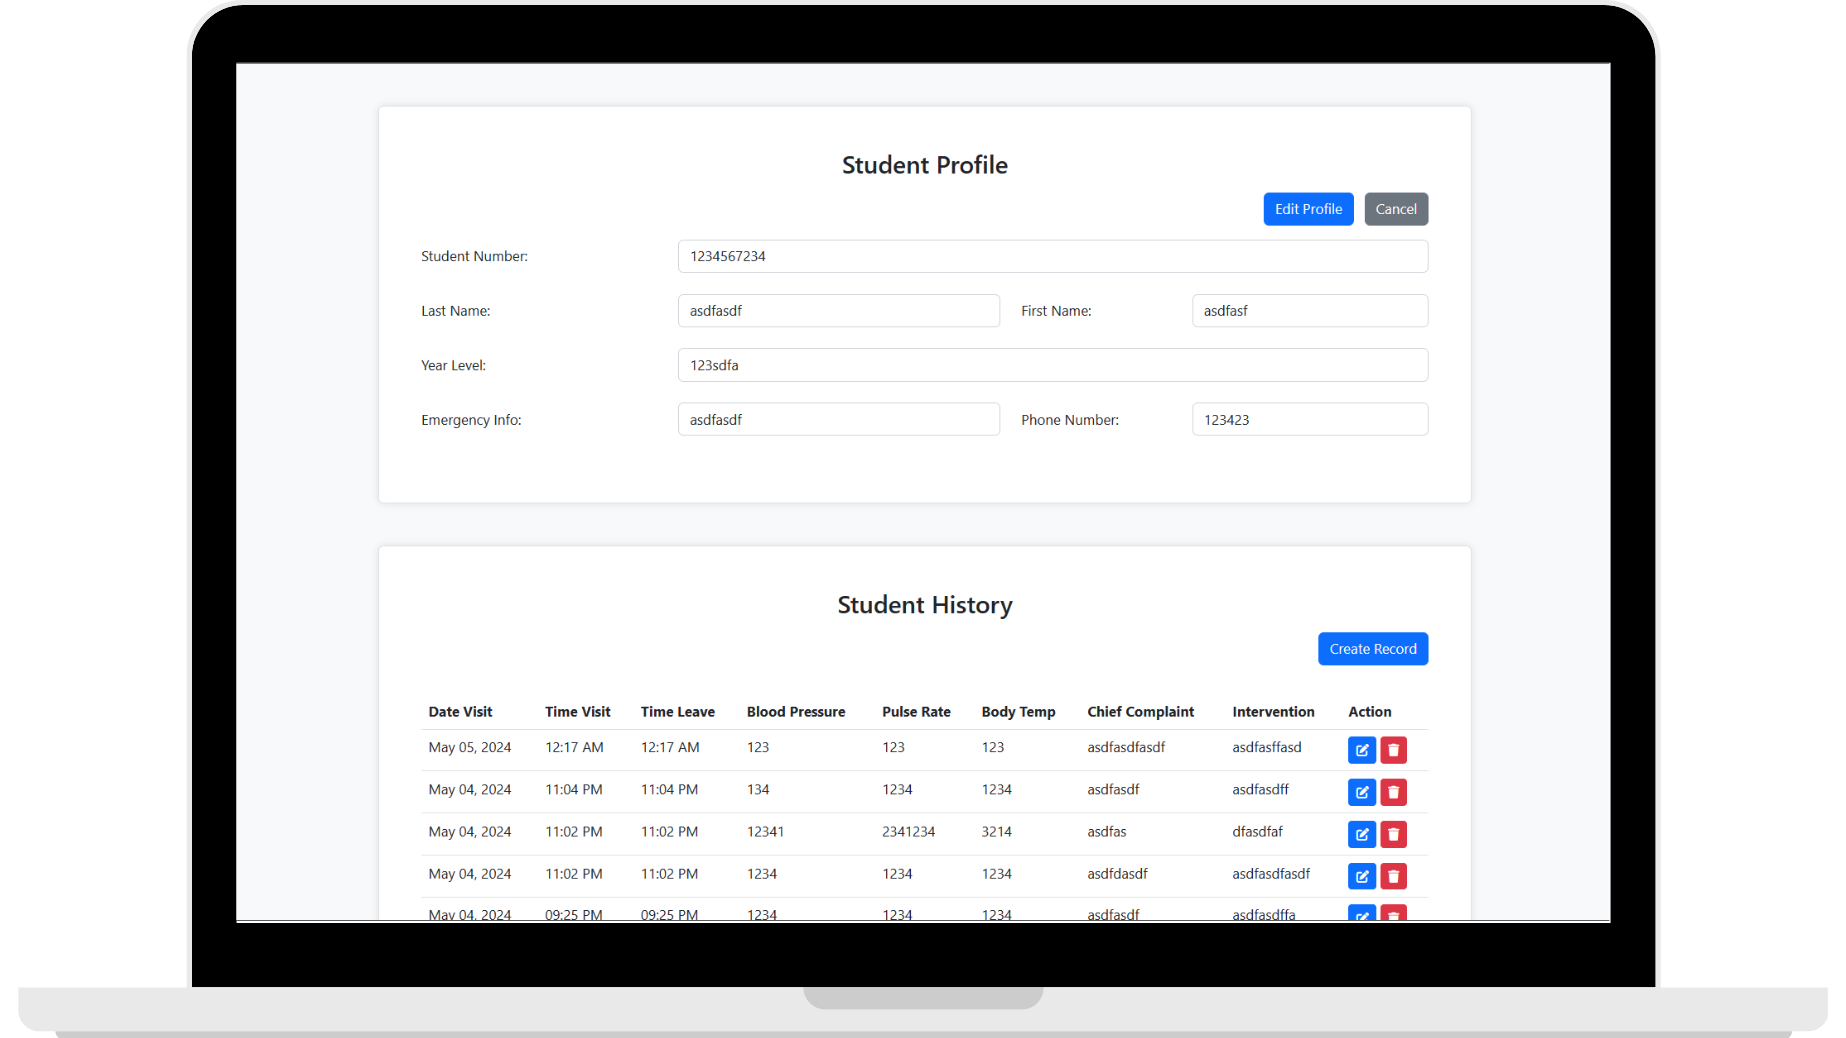 Student Profile
Edit Profile Cancel
Student Number: 1234567234
Last Name: asdfasdf First Name: asdfasf
Year Level: 123sdfa
Emergency Info: asdfasdf Phone Number: 123423
Student History
Create Record
Date Visit Time Visit Time Leave Blood Pressure Pulse Rate Body Temp Chief Complaint Intervention Action
May 05, 2024 12:17 AM 12:17 AM 123 123 123 asdfasdfasdf asdfasffasd
May 04, 2024 11:04 PM 11:04 PM 134 1234 1234 asdfasdf asdfasdff
May 04, 2024 11:02 PM 11:02 PM 12341 2341234 3214 asdfas dfasdfaf
May 04, 2024 11:02 PM 11:02 PM 1234 1234 1234 asdfdasdf asdfasdfasdf
May 04, 2024 09:25 PM 09:25 PM 1234 1234 1234 asdfasdf asdfasdffa